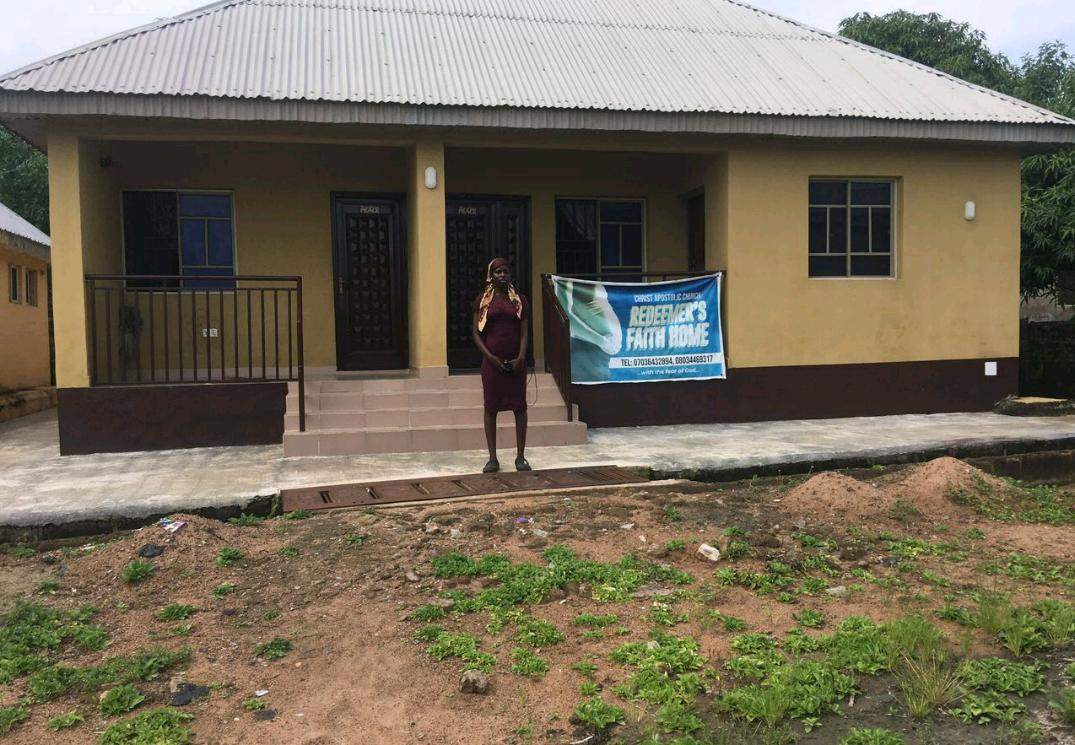 PEACE
PEACE
CHRIST APOSTOLIC CHURCH
REDEEMER'S
FAITH HOME
TEL: 07036432894, 08034469317
...with the fear of God...